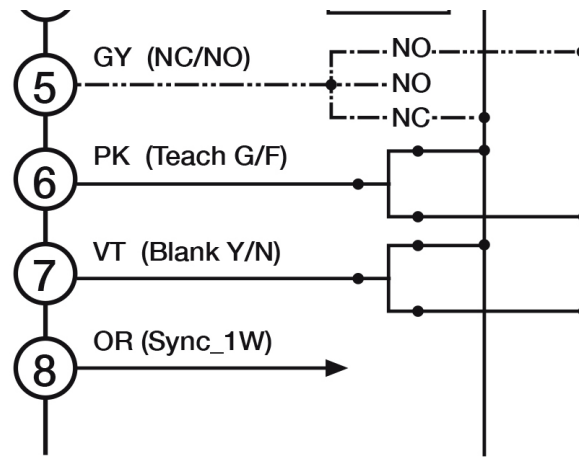 GY (NC/NO)
NO
5
NO
NC
PK (Teach G/F)
6
VT (Blank Y/N)
7
OR (Sync_1W)
8